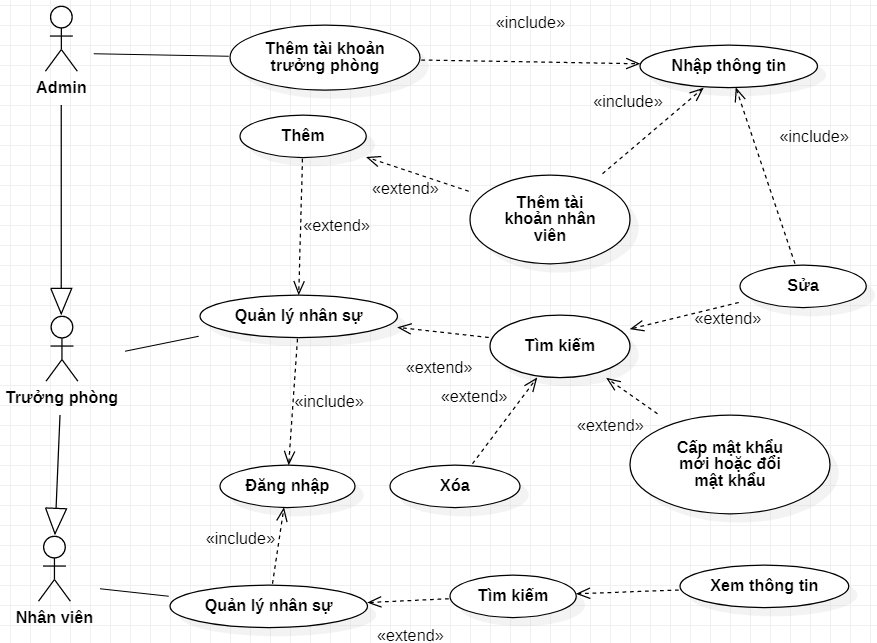 «include»
Thêm tài khoản
trưởng phòng
Nhập thông tin
Admin
«include»
Thêm
«include»
«extend»
Thêm tài
khoản nhân
viên
«extend»
Sửa
Quản lý nhân sự
«extend»
Tìm kiếm
«extend»
Trưởng phòng
«extend»
«include»
«extend»
Cấp mật khẩu
mới hoặc đổi
mật khẩu
Đăng nhập
Xóa
«include»
Xem thông tin
Tìm kiếm
Quản lý nhân sự
Nhân viên
«extend»